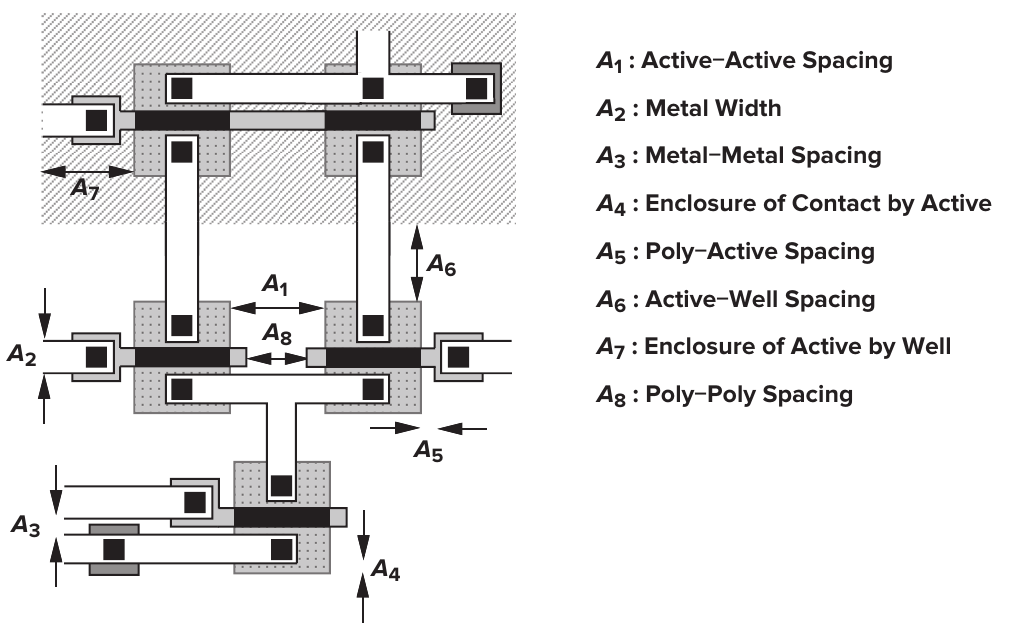 A7
A6
A1
A8
A2
A5
A3
A4
A1 : Active–Active Spacing
A2 : Metal Width
A3 : Metal–Metal Spacing
A4 : Enclosure of Contact by Active
A5 : Poly–Active Spacing
A6 : Active–Well Spacing
A7 : Enclosure of Active by Well
A8 : Poly–Poly Spacing